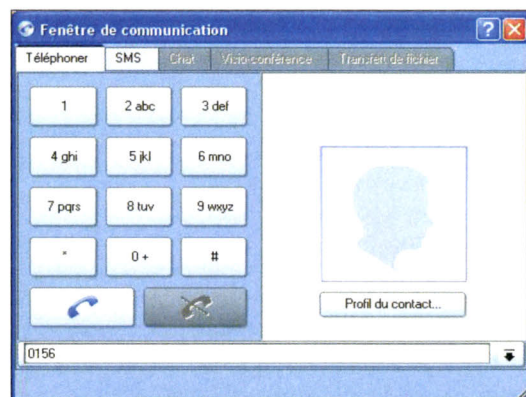 Fenêtre de communication
Téléphoner SMS Chat Visio-conférence Transfert de fichier
1 2 abc 3 def
4 ghi 5 jkl 6 mno
7 pqrs 8 tuv 9 wxyz
* 0 + #
Profil du contact...
0156